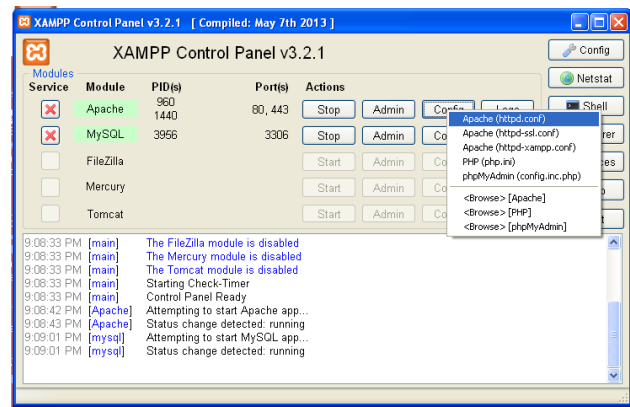 XAMPP Control Panel v3.2.1 [ Compiled: May 7th 2013 ]
XAMPP Control Panel v3.2.1
Config
Modules
Service Module PID(s) Port(s) Actions
Netstat
Apache 960 1440 80, 443 Stop Admin Config Logs
Shell
Apache (httpd.conf)
Apache (httpd-ssl.conf)
Apache (httpd-xampp.conf)
PHP (php.ini)
phpMyAdmin (config.inc.php)
<Browse> [Apache]
<Browse> [PHP]
<Browse> [phpMyAdmin]
MySQL 3956 3306 Stop Admin
FileZilla Start Admin
Mercury Start Admin
Tomcat Start Admin
9:08:33 PM [main] The FileZilla module is disabled
9:08:33 PM [main] The Mercury module is disabled
9:08:33 PM [main] The Tomcat module is disabled
9:08:33 PM [main] Starting Check-Timer
9:08:33 PM [main] Control Panel Ready
9:08:42 PM [Apache] Attempting to start Apache app...
9:08:43 PM [Apache] Status change detected: running
9:09:01 PM [mysql] Attempting to start MySQL app...
9:09:01 PM [mysql] Status change detected: running